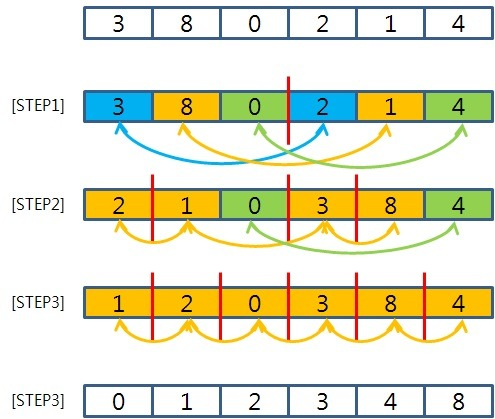 3 8 0 2 1 4
[STEP1] 3 8 0 2 1 4
[STEP2] 2 1 0 3 8 4
[STEP3] 1 2 0 3 8 4
[STEP3] 0 1 2 3 4 8